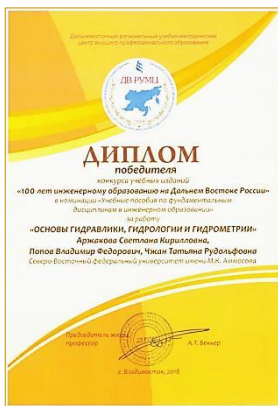 Дальневосточный региональный учебно-методический
центр высшего профессионального образования
ДВ РУМЦ
ДИПЛОМ
победителя
конкурса учебных изданий
«100 лет инженерному образованию на Дальнем Востоке России»
в номинации «Учебные пособия по фундаментальным
дисциплинам в инженерном образовании»
за работу
«ОСНОВЫ ГИДРАВЛИКИ, ГИДРОЛОГИИ И ГИДРОМЕТРИИ»
Аржакова Светлана Кирилловна,
Попов Владимир Федорович, Чжан Татьяна Рудольфовна
Северо-Восточный федеральный университет имени М.К. Аммосова
Председатель жюри,
профессор
А.Т. Беккер
г. Владивосток, 2018